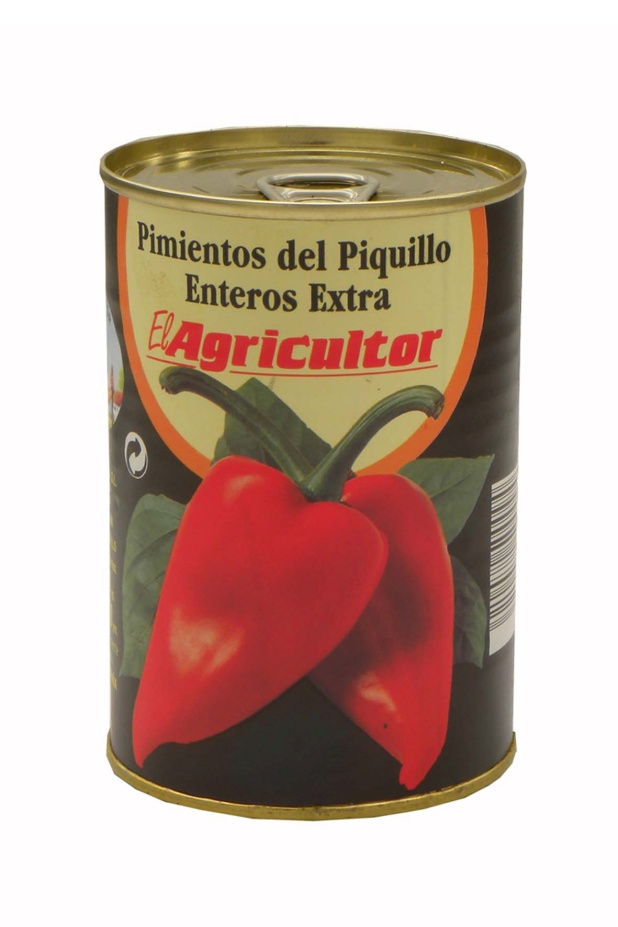 Pimientos del Piquillo
Enteros Extra
El Agricultor